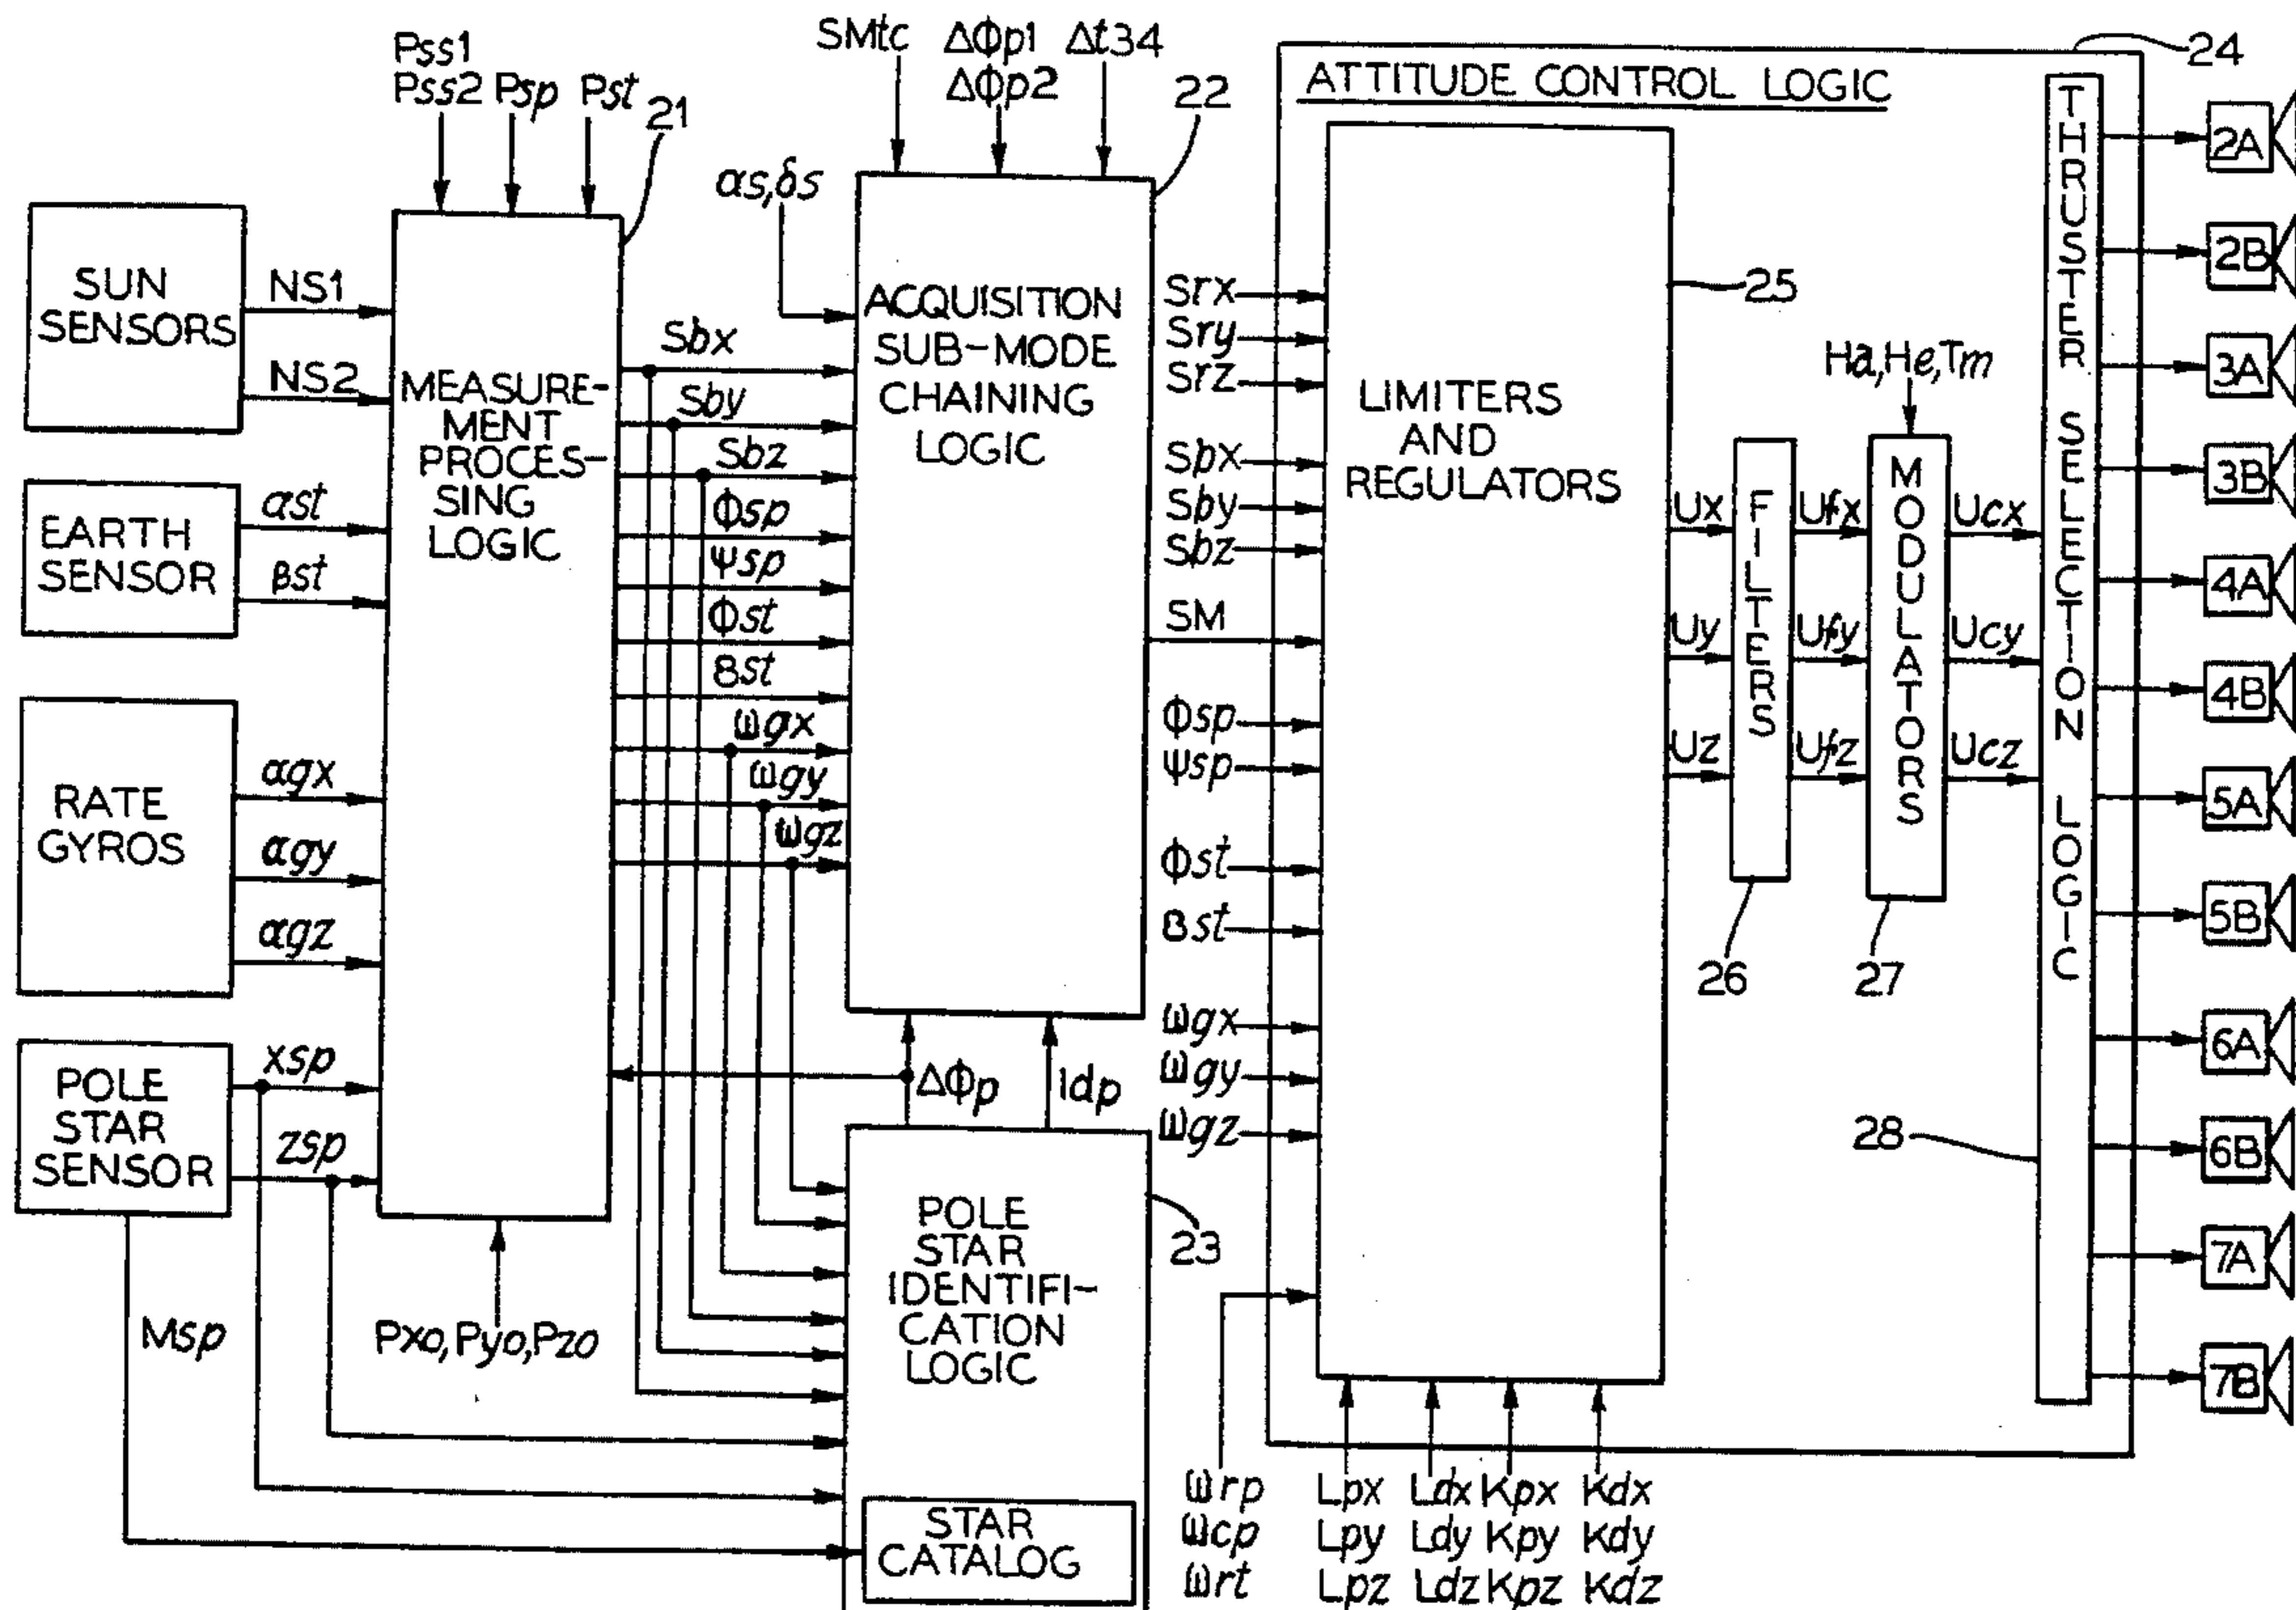 Pss1
Pss2 Psp Pst
21
SMtc
ΔΦp1
ΔΦp2
Δt34
22
αs,δs
24
ATTITUDE CONTROL LOGIC
SUN
SENSORS
NS1
NS2
EARTH
SENSOR
αst
βst
RATE
GYROS
αgx
αgy
αgz
POLE
STAR
SENSOR
xsp
zsp
Msp
MEASURE-
MENT
PROCES-
SING
LOGIC
Pxo,Pyo,Pzo
Sbx
Sby
Sbz
Φsp
Ψsp
Φst
θst
ωgx
ωgy
ωgz
ACQUISITION
SUB-MODE
CHAINING
LOGIC
ΔΦp
Idp
POLE
STAR
IDENTIFI-
CATION
LOGIC
23
STAR
CATALOG
Srx
Sry
Srz
Sbx
Sby
Sbz
SM
Φsp
Ψsp
Φst
θst
ωgx
ωgy
ωgz
LIMITERS
AND
REGULATORS
25
ωrp Lpx Ldx Kpx Kdx
ωcp Lpy Ldy Kpy Kdy
ωrt Lpz Ldz Kpz Kdz
Ux
Uy
Uz
FILTERS
26
Ufx
Ufy
Ufz
Ha,He,Tm
MODULATORS
27
Ucx
Ucy
Ucz
THRUSTER SELECTION LOGIC
28
2A
2B
3A
3B
4A
4B
5A
5B
6A
6B
7A
7B